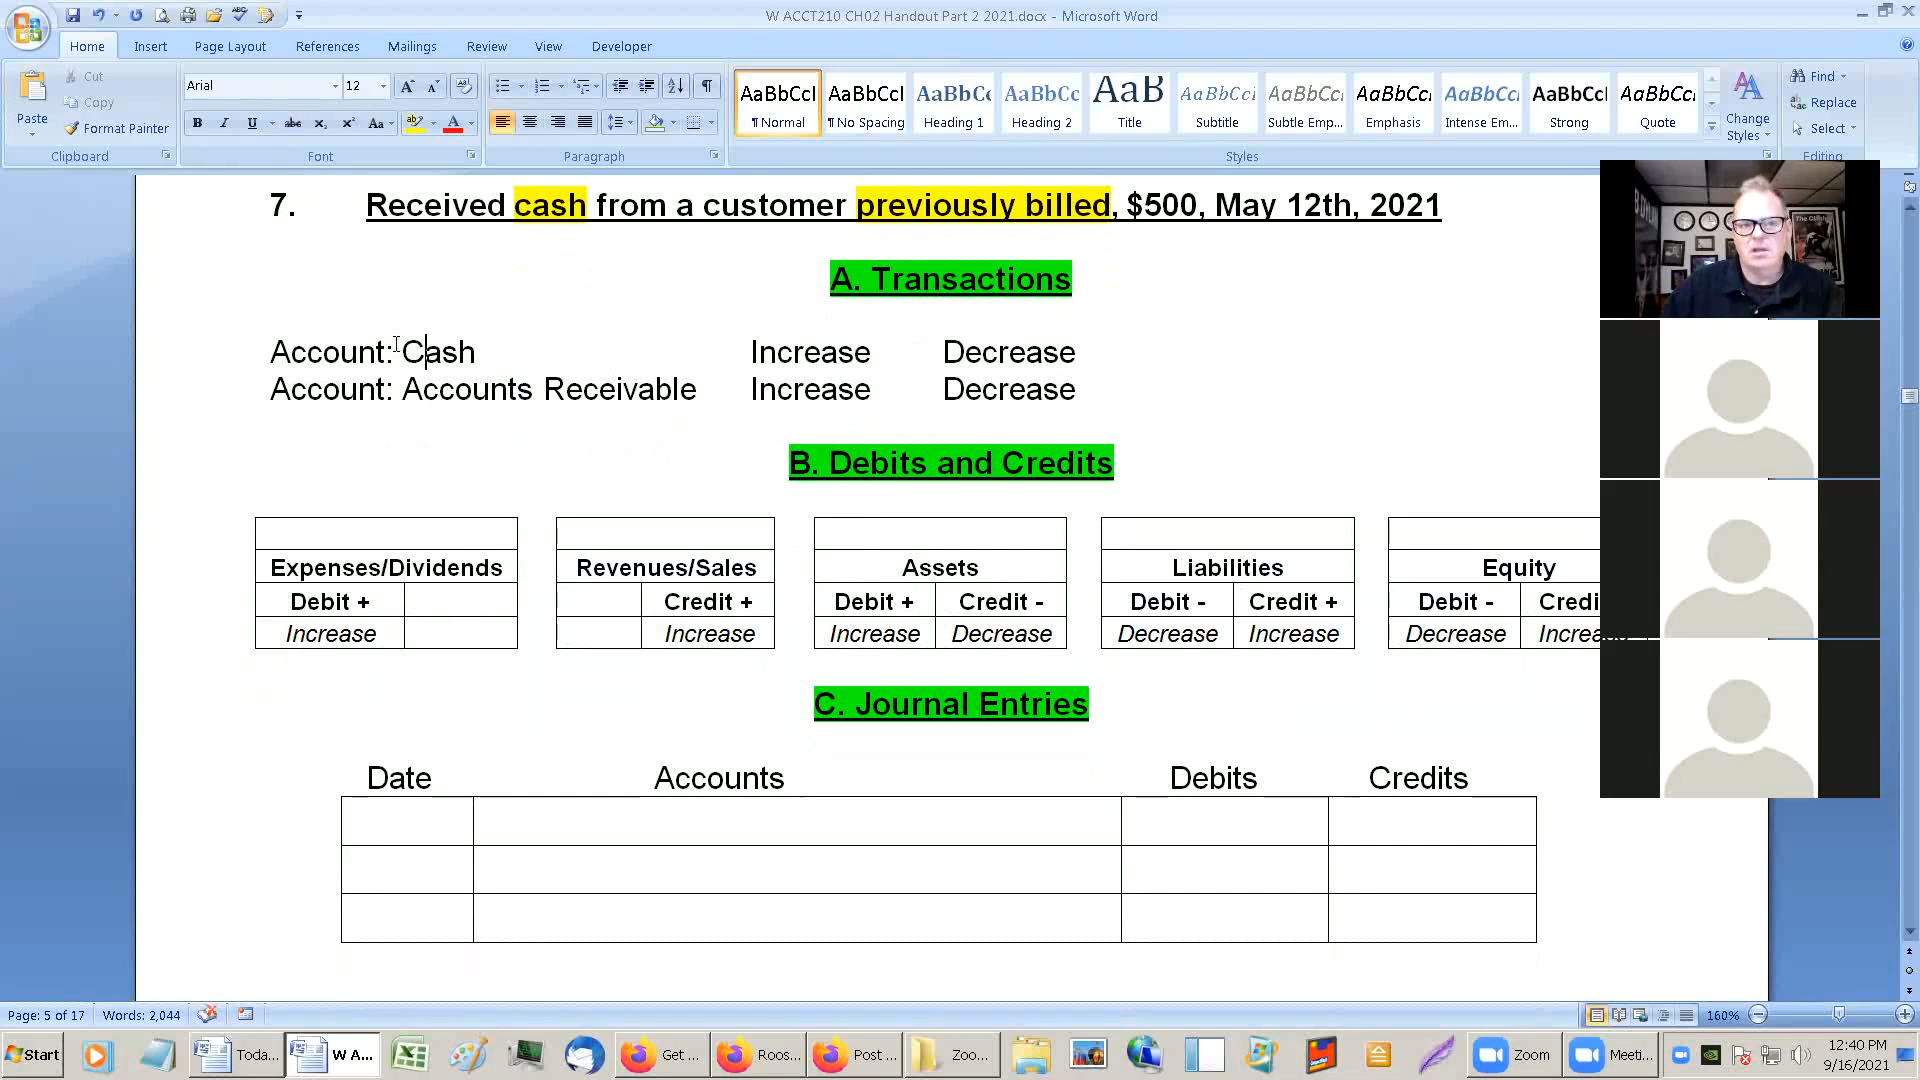 W ACCT210 CH02 Handout Part 2 2021.docx - Microsoft Word
Home Insert Page Layout References Mailings Review View Developer
Paste
Cut
Copy
Format Painter
Clipboard
Arial 12
Font
Paragraph
AaBbCcI AaBbCcI AaBbC AaBbCc AaB AaBbCcI AaBbCcI AaBbCcI AaBbCcI AaBbCcI AaBbCcI
¶ Normal ¶ No Spacing Heading 1 Heading 2 Title Subtitle Subtle Emp... Emphasis Intense Em... Strong Quote
Change Styles
Styles
Find
Replace
Select
Editing
7. Received cash from a customer previously billed, $500, May 12th, 2021
A. Transactions
Account: Cash Increase Decrease
Account: Accounts Receivable Increase Decrease
B. Debits and Credits
Expenses/Dividends Revenues/Sales Assets Liabilities Equity
Debit + Credit + Debit + Credit - Debit - Credit + Debit - Credi
Increase Increase Increase Decrease Decrease Increase Decrease Increase
C. Journal Entries
Date Accounts Debits Credits
Page: 5 of 17 Words: 2,044 160%
Start Toda... W A... Get ... Roos... Post ... Zoo... Zoom Meeti...
12:40 PM
9/16/2021